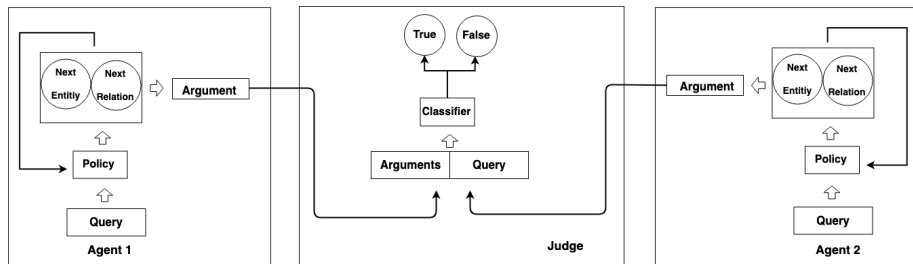 Next
Entitiy
Next
Relation
Argument
Policy
Query
Agent 1
True
False
Classifier
Arguments
Query
Judge
Argument
Next
Entitiy
Next
Relation
Policy
Query
Agent 2